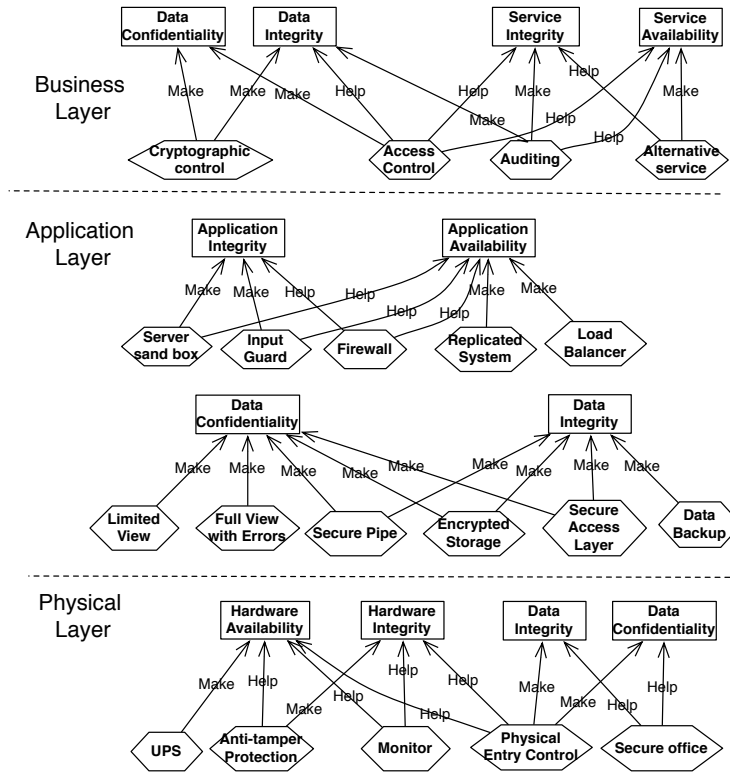 Data
Confidentiality
Data
Integrity
Service
Integrity
Service
Availability
Business
Layer
Make
Make
Make
Help
Help
Make
Make
Help
Help
Make
Cryptographic
control
Access
Control
Auditing
Alternative
service
Application
Layer
Application
Integrity
Application
Availability
Make
Make
Help
Help
Help
Help
Make
Make
Server
sand box
Input
Guard
Firewall
Replicated
System
Load
Balancer
Data
Confidentiality
Data
Integrity
Make
Make
Make
Make
Make
Make
Make
Make
Make
Limited
View
Full View
with Errors
Secure Pipe
Encrypted
Storage
Secure
Access
Layer
Data
Backup
Physical
Layer
Hardware
Availability
Hardware
Integrity
Data
Integrity
Data
Confidentiality
Make
Help
Make
Help
Help
Help
Help
Make
Make
Help
Help
UPS
Anti-tamper
Protection
Monitor
Physical
Entry Control
Secure office